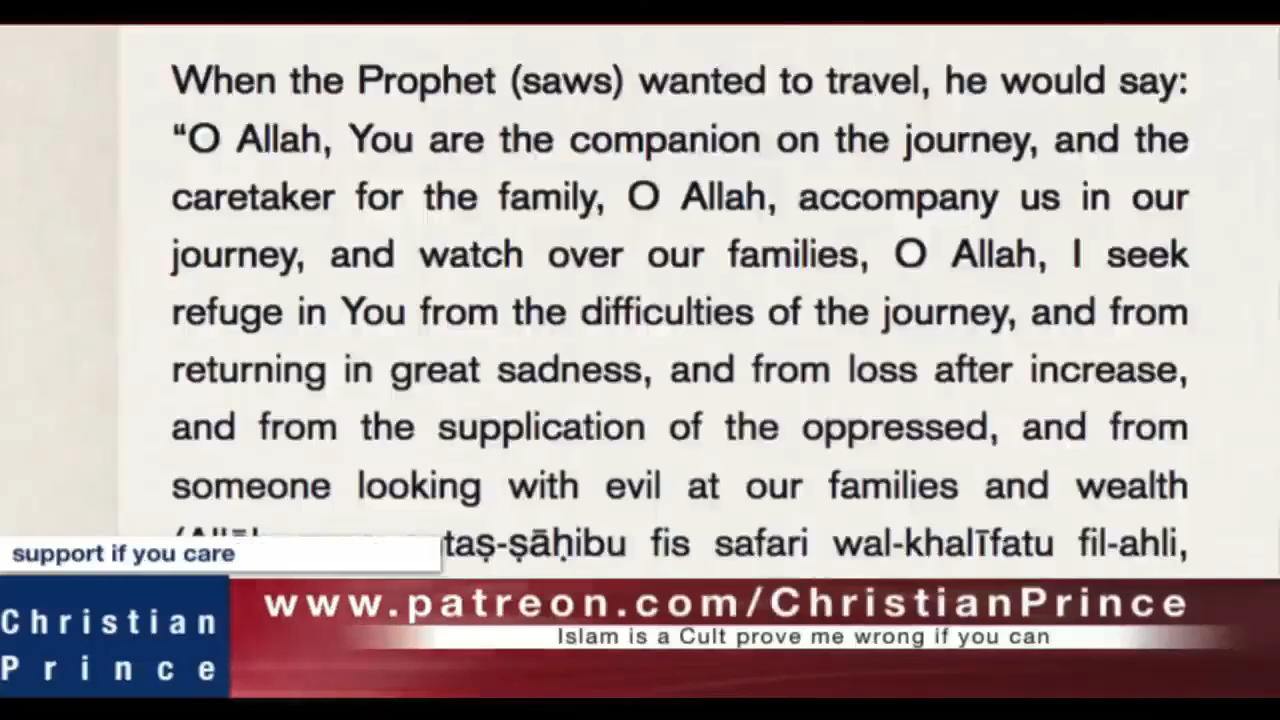 When the Prophet (saws) wanted to travel, he would say:
“O Allah, You are the companion on the journey, and the
caretaker for the family, O Allah, accompany us in our
journey, and watch over our families, O Allah, I seek
refuge in You from the difficulties of the journey, and from
returning in great sadness, and from loss after increase,
and from the supplication of the oppressed, and from
someone looking with evil at our families and wealth
taṣ-ṣāḥibu fis safari wal-khalīfatu fil-ahli,
support if you care
www.patreon.com/ChristianPrince
Islam is a Cult prove me wrong if you can
Christian
Prince